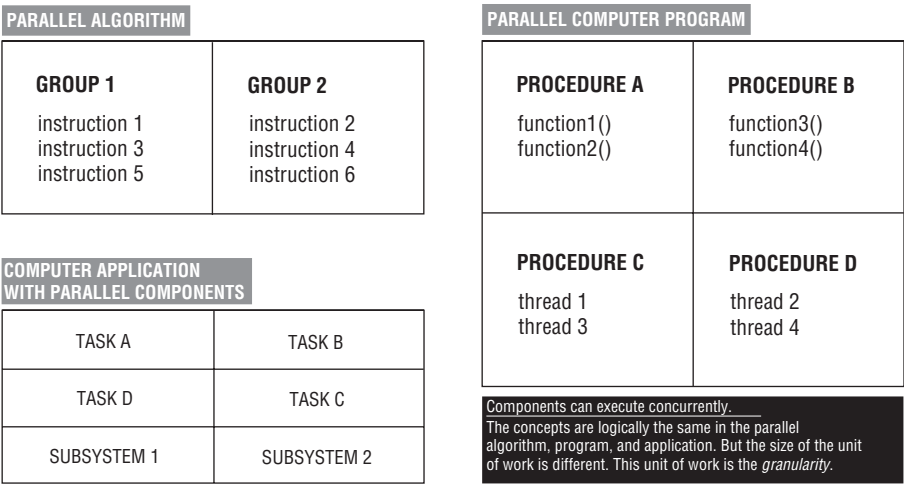 PARALLEL ALGORITHM
GROUP 1
instruction 1
instruction 3
instruction 5
GROUP 2
instruction 2
instruction 4
instruction 6
COMPUTER APPLICATION
WITH PARALLEL COMPONENTS
TASK A
TASK B
TASK D
TASK C
SUBSYSTEM 1
SUBSYSTEM 2
PARALLEL COMPUTER PROGRAM
PROCEDURE A
function1()
function2()
PROCEDURE B
function3()
function4()
PROCEDURE C
thread 1
thread 3
PROCEDURE D
thread 2
thread 4
Components can execute concurrently.
The concepts are logically the same in the parallel
algorithm, program, and application. But the size of the unit
of work is different. This unit of work is the granularity.